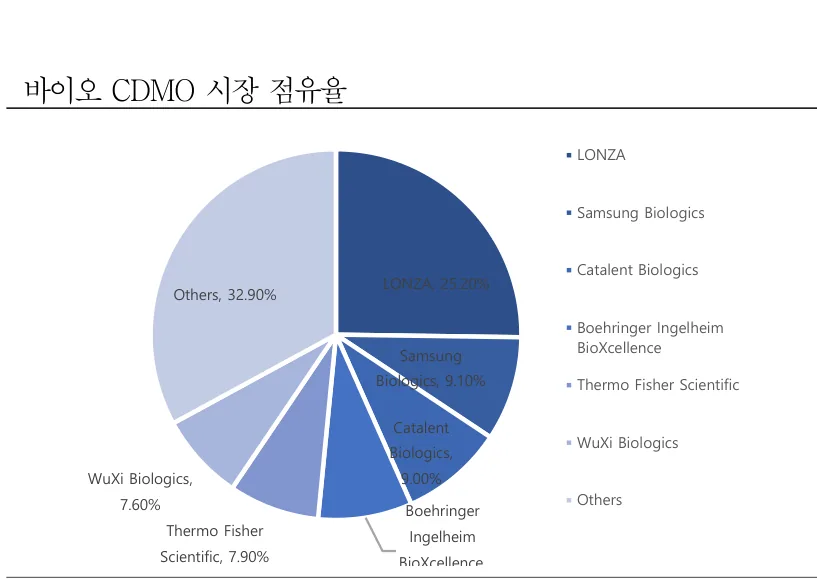 바이오 CDMO 시장 점유율
LONZA
Samsung Biologics
Catalent Biologics
Boehringer Ingelheim
BioXcellence
Thermo Fisher Scientific
WuXi Biologics
Others
Others, 32.90%
LONZA, 25.20%
Samsung
Biologics, 9.10%
Catalent
Biologics,
9.00%
Boehringer
Ingelheim
BioXcellence
WuXi Biologics,
7.60%
Thermo Fisher
Scientific, 7.90%